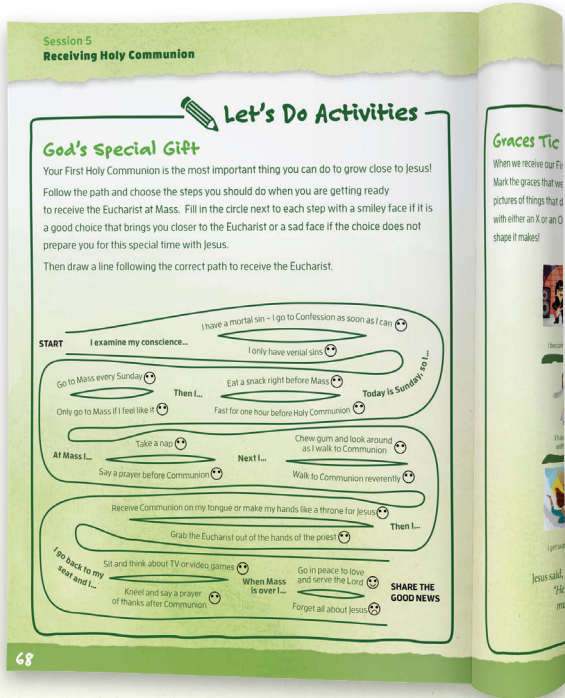 Session 5
Receiving Holy Communion
Let's Do Activities
God's Special Gift
Your First Holy Communion is the most important thing you can do to grow close to Jesus!
Follow the path and choose the steps you should do when you are getting ready
to receive the Eucharist at Mass. Fill in the circle next to each step with a smiley face if it is
a good choice that brings you closer to the Eucharist or a sad face if the choice does not
prepare you for this special time with Jesus.
Then draw a line following the correct path to receive the Eucharist.
START
I examine my conscience...
I have a mortal sin – I go to Confession as soon as I can
I only have venial sins
Today is Sunday, so I...
Eat a snack right before Mass
Fast for one hour before Holy Communion
Then I...
Go to Mass every Sunday
Only go to Mass if I feel like it
At Mass I...
Take a nap
Say a prayer before Communion
Next I...
Chew gum and look around
as I walk to Communion
Walk to Communion reverently
Then I...
Receive Communion on my tongue or make my hands like a throne for Jesus
Grab the Eucharist out of the hands of the priest
I go back to my
seat and I...
Sit and think about TV or video games
Kneel and say a prayer
of thanks after Communion
When Mass
is over I...
Go in peace to love
and serve the Lord
Forget all about Jesus
SHARE THE
GOOD NEWS
68
Graces Tic
When we receive our Fi
Mark the graces that we
pictures of things that d
with either an X or an O
shape it makes!
I becom
I hav
with
I get sup
Jesus said,
"He